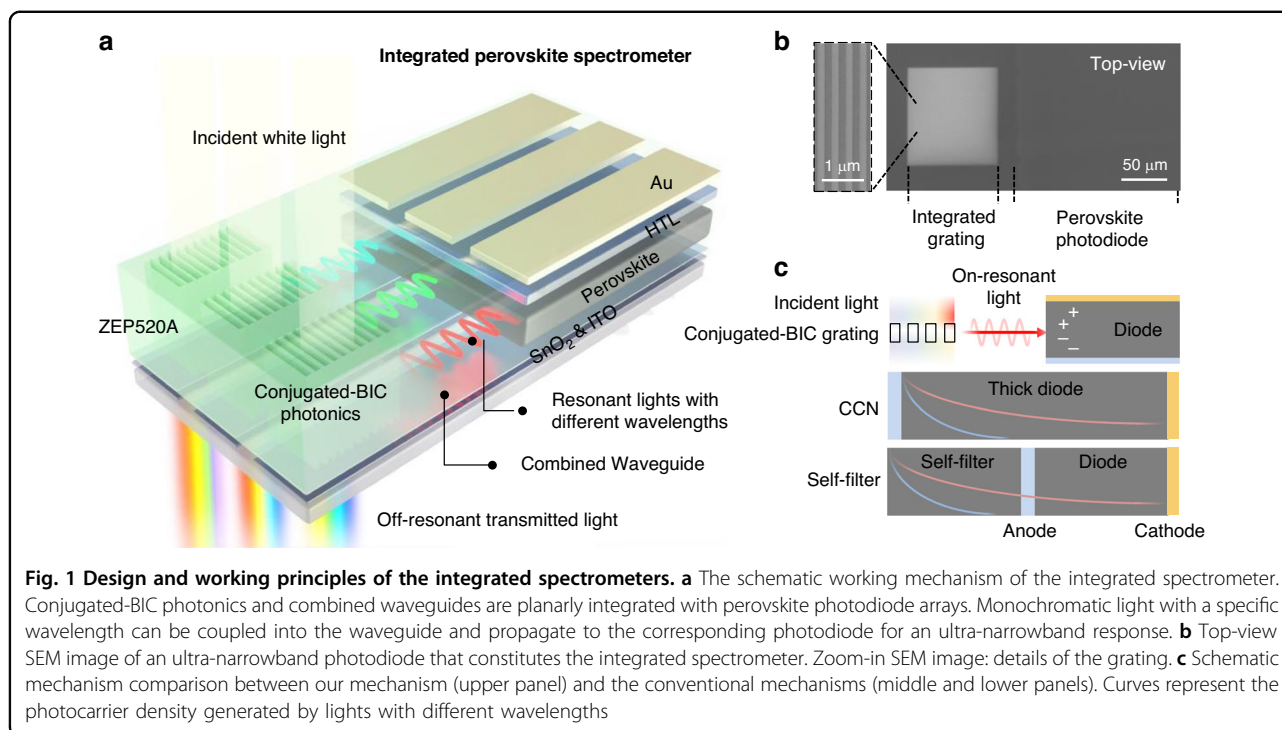 a
Integrated perovskite spectrometer
Incident white light
Au
HTL
Perovskite
SnO₂ & ITO
ZEP520A
Conjugated-BIC
photonics
Resonant lights with
different wavelengths
Combined Waveguide
Off-resonant transmitted light
b
Top-view
1 μm
50 μm
Integrated
grating
Perovskite
photodiode
c
On-resonant
light
Incident light
Conjugated-BIC grating
+
+
−
−
Diode
CCN
Thick diode
Self-filter
Self-filter
Diode
Anode
Cathode
Fig. 1 Design and working principles of the integrated spectrometers. a The schematic working mechanism of the integrated spectrometer.
Conjugated-BIC photonics and combined waveguides are planarly integrated with perovskite photodiode arrays. Monochromatic light with a specific
wavelength can be coupled into the waveguide and propagate to the corresponding photodiode for an ultra-narrowband response. b Top-view
SEM image of an ultra-narrowband photodiode that constitutes the integrated spectrometer. Zoom-in SEM image: details of the grating. c Schematic
mechanism comparison between our mechanism (upper panel) and the conventional mechanisms (middle and lower panels). Curves represent the
photocarrier density generated by lights with different wavelengths